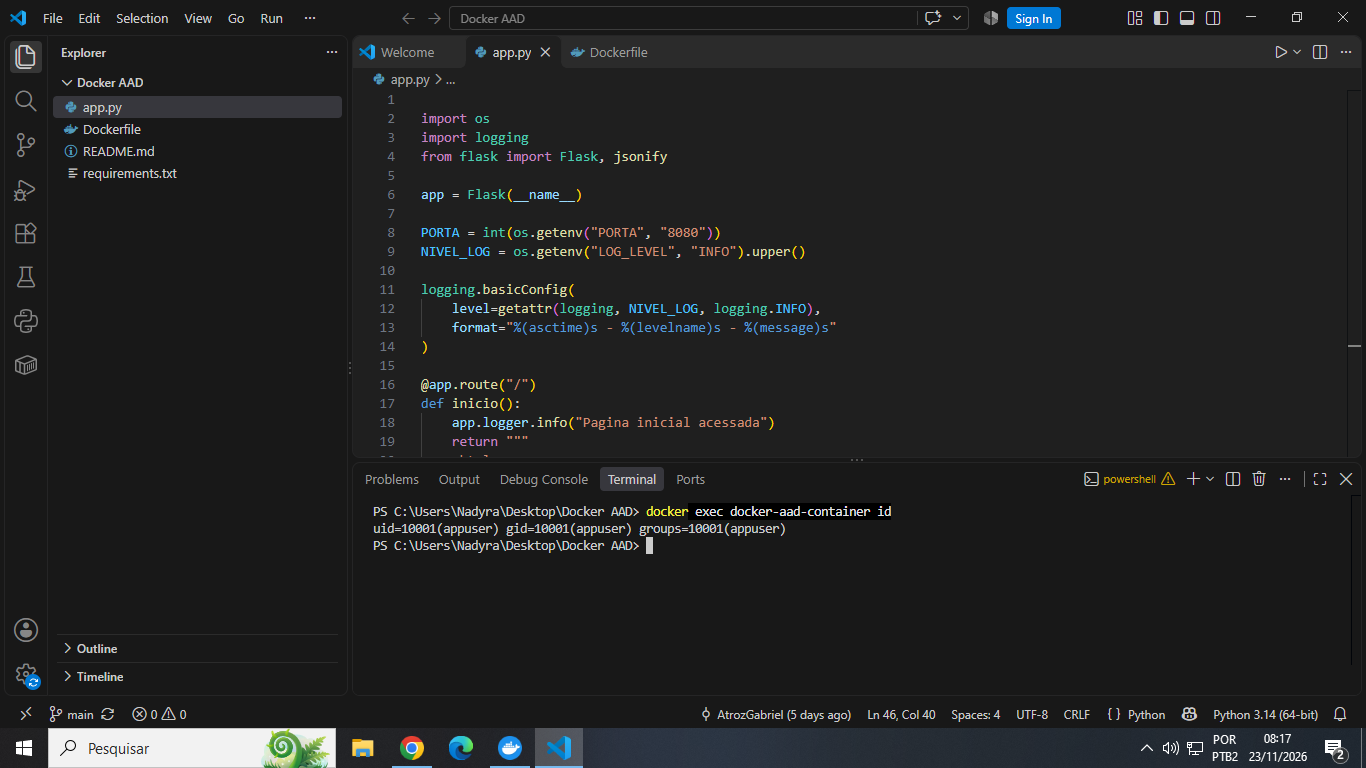 File Edit Selection View Go Run ···
Docker AAD
Sign In
Explorer ···
Docker AAD
app.py
Dockerfile
README.md
requirements.txt
Outline
Timeline
Welcome app.py Dockerfile
app.py > ...
1
2 import os
3 import logging
4 from flask import Flask, jsonify
5
6 app = Flask(__name__)
7
8 PORTA = int(os.getenv("PORTA", "8080"))
9 NIVEL_LOG = os.getenv("LOG_LEVEL", "INFO").upper()
10
11 logging.basicConfig(
12 level=getattr(logging, NIVEL_LOG, logging.INFO),
13 format="%(asctime)s - %(levelname)s - %(message)s"
14 )
15
16 @app.route("/")
17 def inicio():
18 app.logger.info("Pagina inicial acessada")
19 return """
Problems Output Debug Console Terminal Ports
powershell
PS C:\Users\Nadyra\Desktop\Docker AAD> docker exec docker-aad-container id
uid=10001(appuser) gid=10001(appuser) groups=10001(appuser)
PS C:\Users\Nadyra\Desktop\Docker AAD>
main 0 0 AtrozGabriel (5 days ago) Ln 46, Col 40 Spaces: 4 UTF-8 CRLF { } Python Python 3.14 (64-bit)
Pesquisar
POR
PTB2
08:17
23/11/2026
2